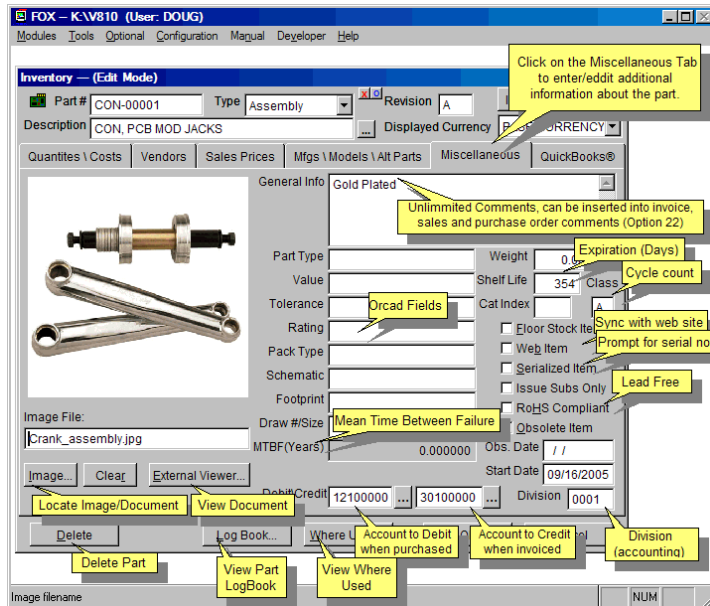 FOX – K:\V810 (User: DOUG)
Modules Tools Optional Configuration Manual Developer Help
Click on the Miscellaneous Tab
to enter/eddit additional
information about the part.
Inventory — (Edit Mode)
Part # CON-00001 Type Assembly Revision A
Description CON, PCB MOD JACKS ... Displayed Currency
Quantites \ Costs Vendors Sales Prices Mfgs \ Models \ Alt Parts Miscellaneous QuickBooks®
General Info Gold Plated
Unlimmited Comments, can be inserted into invoice,
sales and purchase order comments (Option 22)
Part Type Weight 0.0
Expiration (Days)
Value Shelf Life 354 Class
Cycle count
Tolerance Orcad Fields Cat Index A
Rating Floor Stock Ite
Sync with web site
Pack Type Web Item
Prompt for serial no
Schematic Serialized Item
Issue Subs Only
Lead Free
Footprint RoHS Compliant
Image File: Draw #/Size Mean Time Between Failure Obsolete Item
Crank_assembly.jpg MTBF(Years) 0.000000 Obs. Date / /
Image... Clear External Viewer... Start Date 09/16/2005
Locate Image/Document View Document
Debit\Credit 12100000 ... 30100000 ... Division 0001
Delete Log Book... Where U
Account to Debit
when purchased
Account to Credit
when invoiced
Division
(accounting)
Delete Part
View Part
LogBook
View Where
Used
Image filename NUM